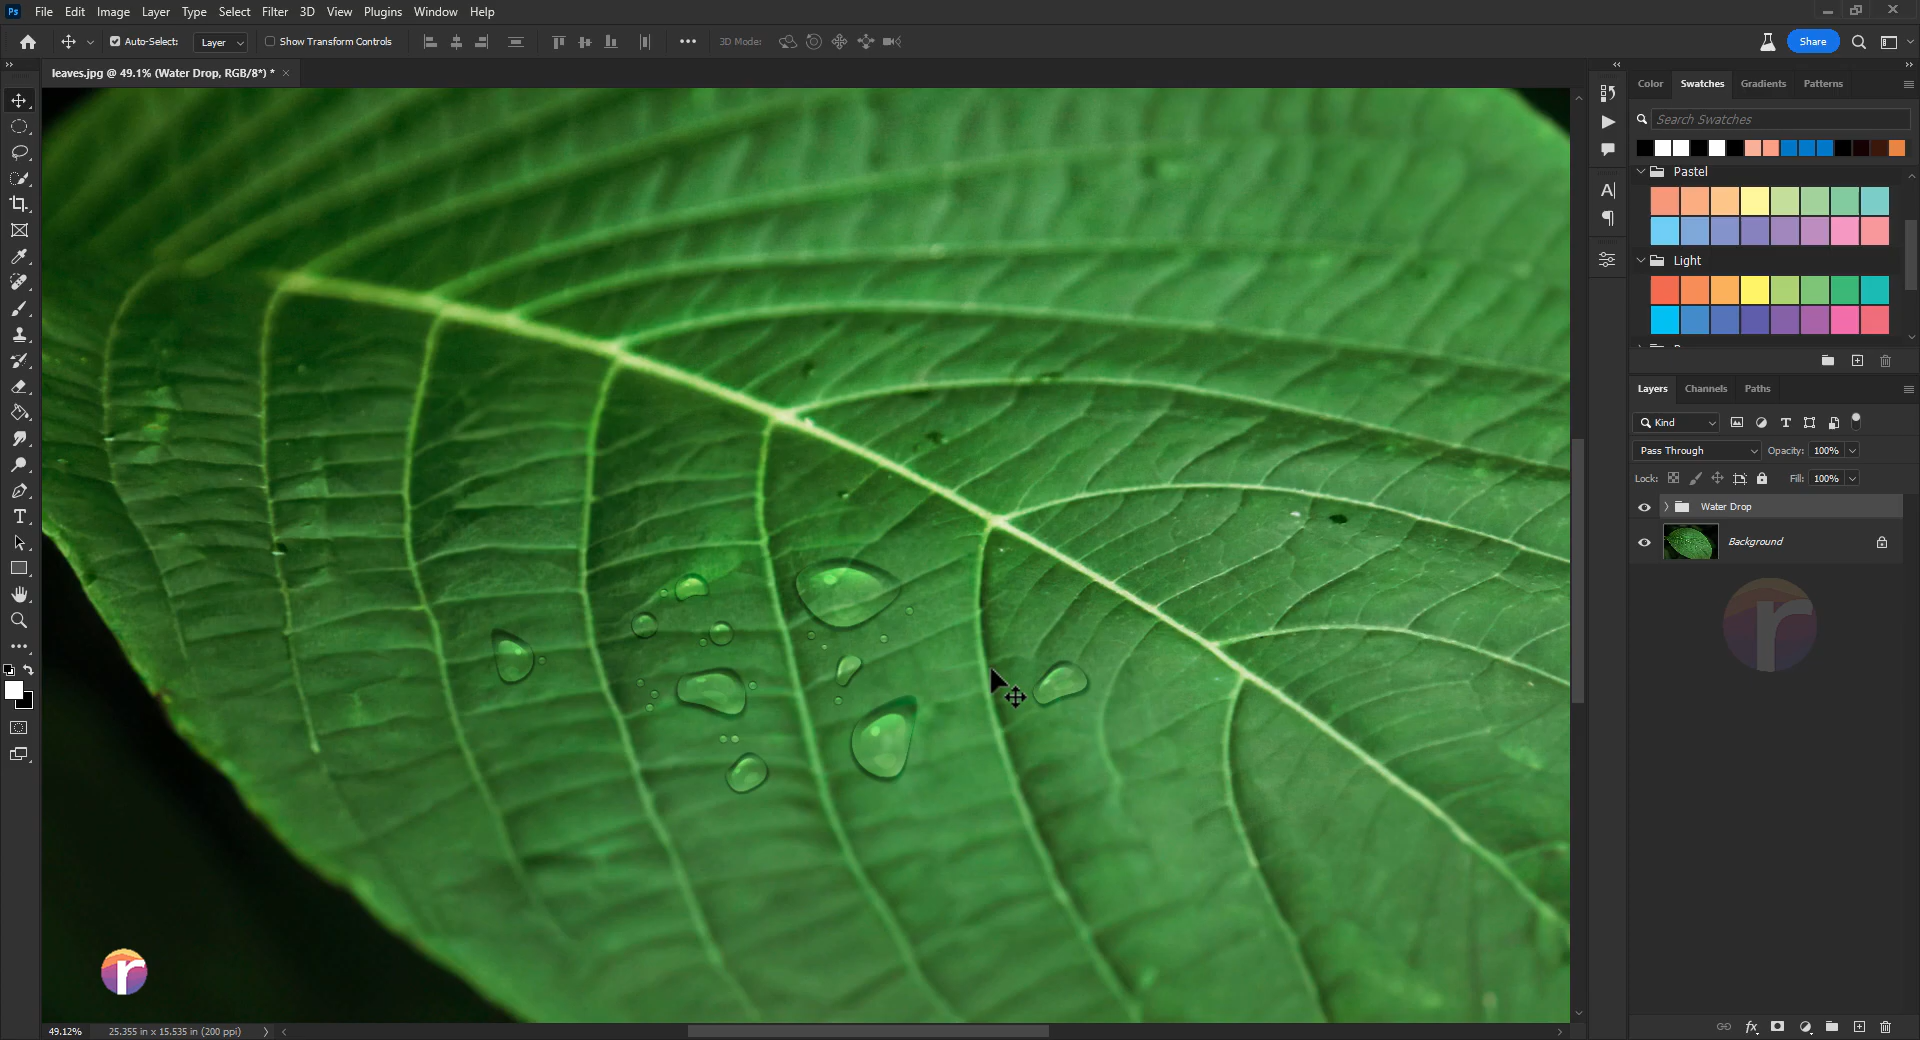 Ps File Edit Image Layer Type Select Filter 3D View Plugins Window Help
Auto-Select: Layer Show Transform Controls 3D Mode: Share
leaves.jpg @ 49.1% (Water Drop, RGB/8*) *
Color Swatches Gradients Patterns
Search Swatches
Pastel
Light
Layers Channels Paths
Kind
Pass Through Opacity: 100%
Lock: Fill: 100%
Water Drop
Background
r
r
49.12% 25.355 in x 15.535 in (200 ppi)
fx